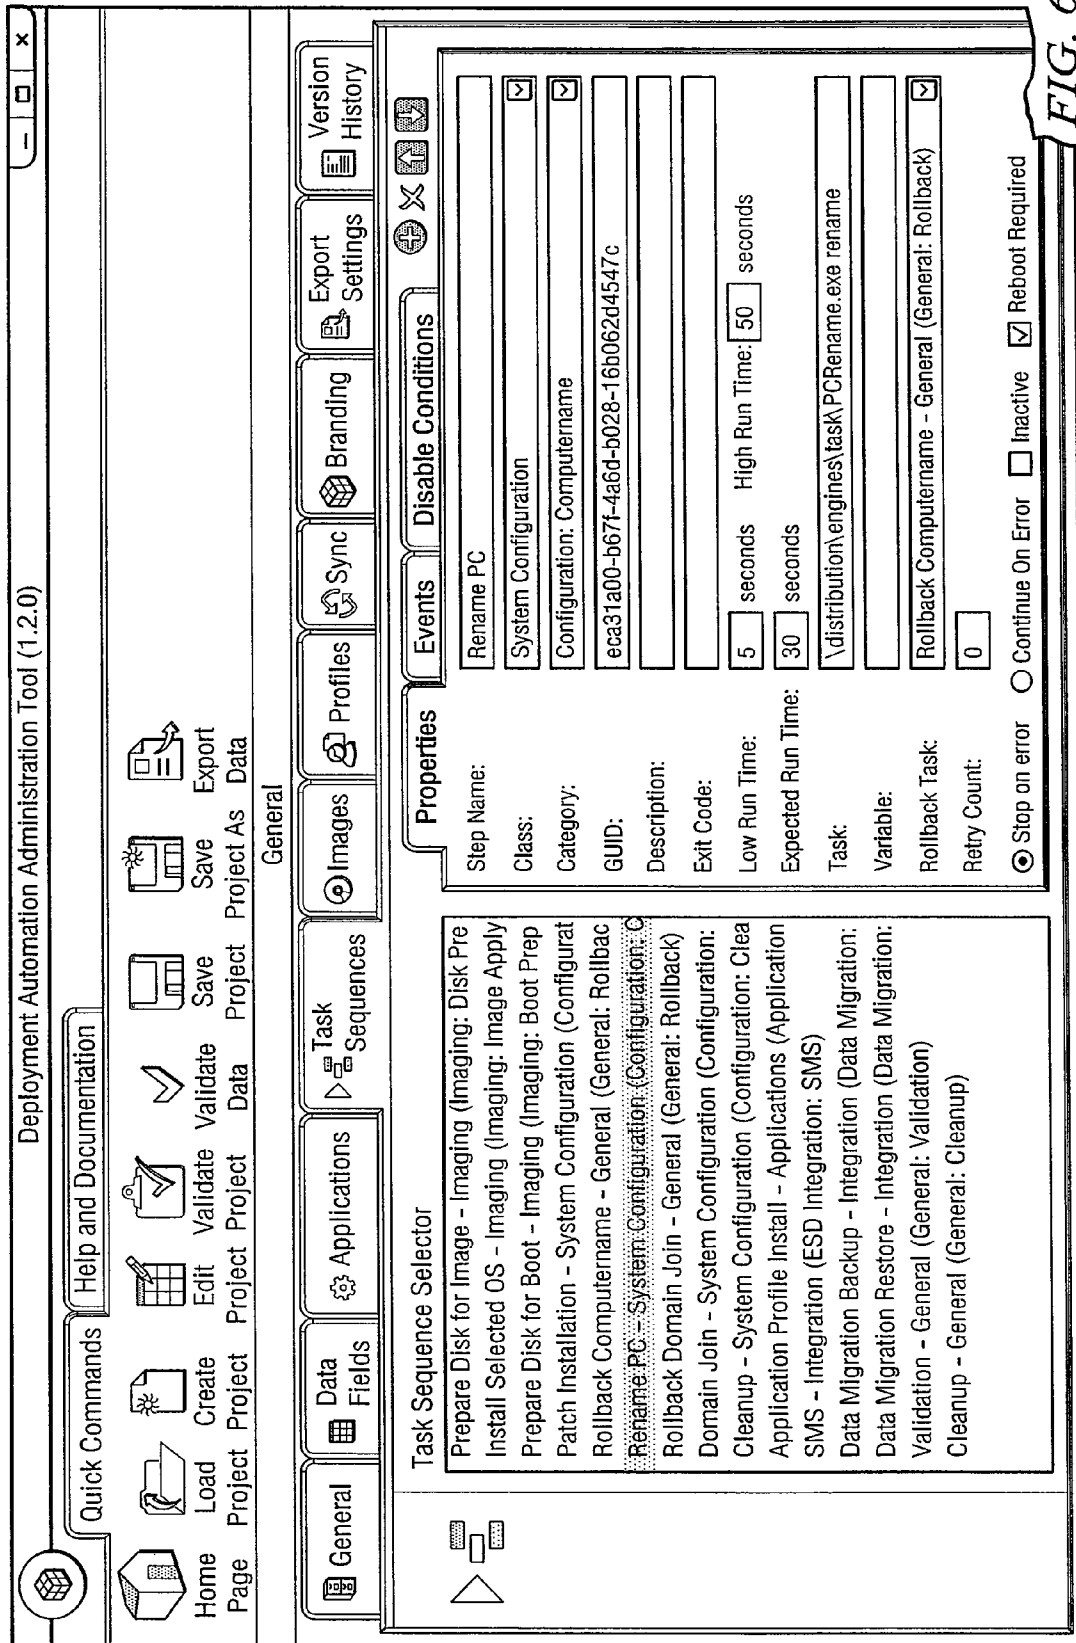 Deployment Automation Administration Tool (1.2.0)
Quick Commands
Help and Documentation
Home Page
Load Project
Create Project
Edit Project
Validate Project
Validate Data
Save Project
Save Project As
Export Data
General
General
Data Fields
Applications
Task Sequences
Images
Profiles
Sync
Branding
Export Settings
Version History
Task Sequence Selector
Prepare Disk for Image - Imaging (Imaging: Disk Pre
Install Selected OS - Imaging (Imaging: Image Apply
Prepare Disk for Boot - Imaging (Imaging: Boot Prep
Patch Installation - System Configuration (Configurat
Rollback Computername - General (General: Rollbac
Rename PC - System Configuration (Configuration: C
Rollback Domain Join - General (General: Rollback)
Domain Join - System Configuration (Configuration:
Cleanup - System Configuration (Configuration: Clea
Application Profile Install - Applications (Application
SMS - Integration (ESD Integration: SMS)
Data Migration Backup - Integration (Data Migration:
Data Migration Restore - Integration (Data Migration:
Validation - General (General: Validation)
Cleanup - General (General: Cleanup)
Properties
Events
Disable Conditions
Step Name: Rename PC
Class: System Configuration
Category: Configuration: Computername
GUID: eca31a00-b67f-4a6d-b028-16b062d4547c
Description:
Exit Code:
Low Run Time: 5 seconds High Run Time: 50 seconds
Expected Run Time: 30 seconds
Task: \distribution\engines\task\PCRename.exe rename
Variable:
Rollback Task: Rollback Computername - General (General: Rollback)
Retry Count: 0
Stop on error Continue On Error Inactive Reboot Required
FIG. 6